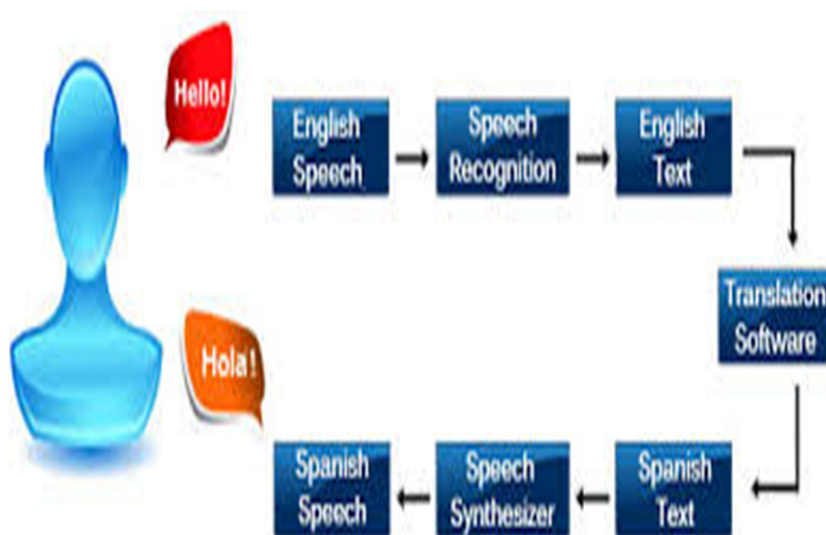 Hello!
English
Speech
Speech
Recognition
English
Text
Translation
Software
Hola!
Spanish
Speech
Speech
Synthesizer
Spanish
Text